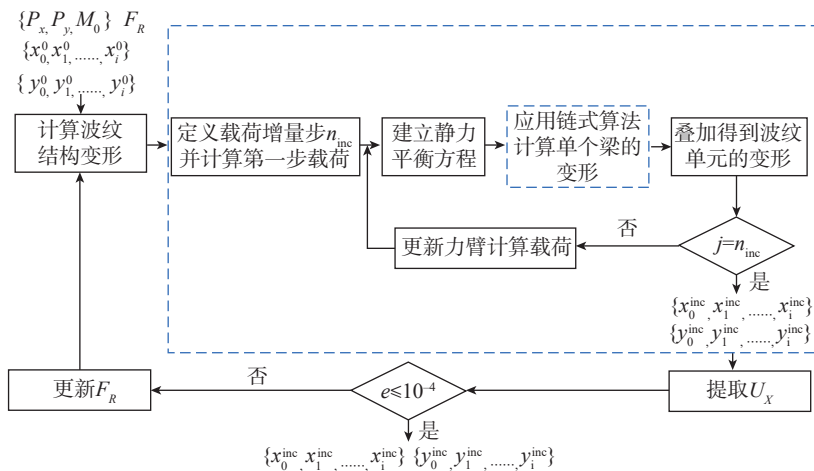 {P_x, P_y, M_0} F_R
{x_0^0, x_1^0, ......, x_i^0}
{y_0^0, y_1^0, ......, y_i^0}
计算波纹
结构变形
定义载荷增量步n_inc
并计算第一步载荷
建立静力
平衡方程
应用链式算法
计算单个梁的
变形
叠加得到波纹
单元的变形
更新力臂计算载荷
否
j=n_inc
是
{x_0^inc, x_1^inc, ......, x_i^inc}
{y_0^inc, y_1^inc, ......, y_i^inc}
更新F_R
否
e≤10^-4
提取U_X
是
{x_0^inc, x_1^inc, ......, x_i^inc} {y_0^inc, y_1^inc, ......, y_i^inc}